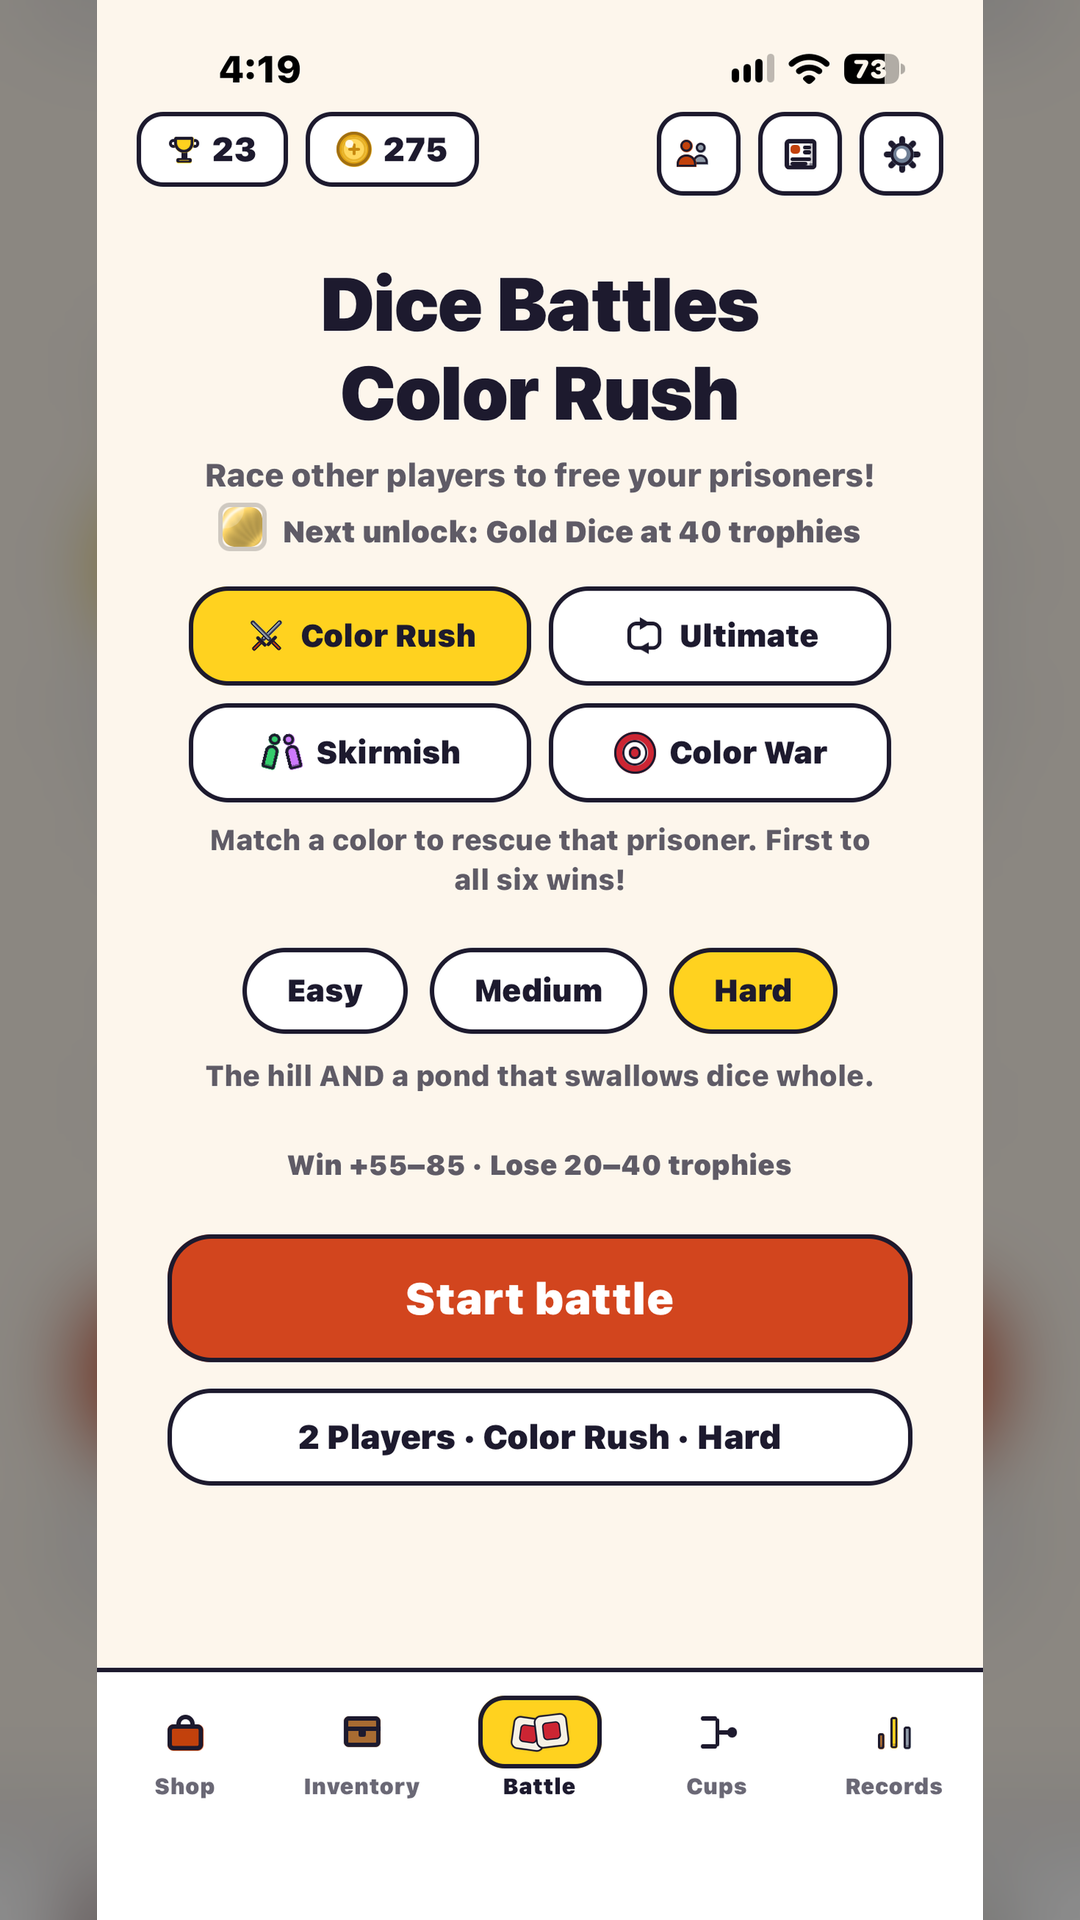 4:19
73
23
275
Dice Battles
Color Rush
Race other players to free your prisoners!
Next unlock: Gold Dice at 40 trophies
Color Rush
Ultimate
Skirmish
Color War
Match a color to rescue that prisoner. First to
all six wins!
Easy
Medium
Hard
The hill AND a pond that swallows dice whole.
Win +55–85 · Lose 20–40 trophies
Start battle
2 Players · Color Rush · Hard
Shop
Inventory
Battle
Cups
Records